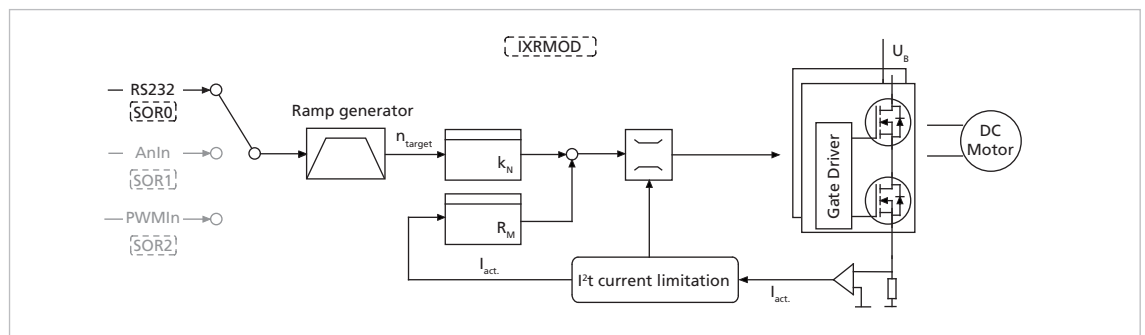 IXRMOD
U_B
RS232
SOR0
Ramp generator
n_target
AnIn
SOR1
k_N
DC
Motor
Gate Driver
PWMIn
SOR2
R_M
I_act.
I²t current limitation
I_act.